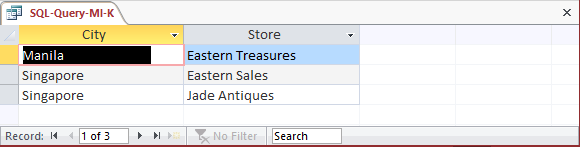 SQL-Query-MI-K
City Store
Manila Eastern Treasures
Singapore Eastern Sales
Singapore Jade Antiques
Record: 1 of 3 No Filter Search